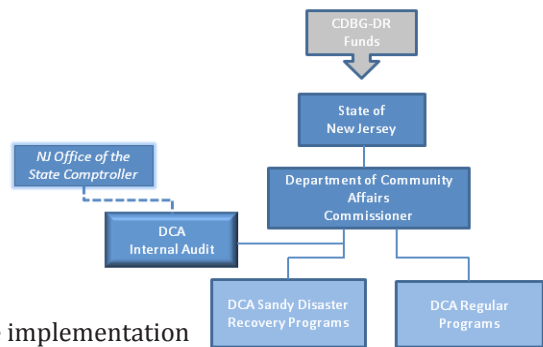 CDBG-DR
Funds
State of
New Jersey
NJ Office of the
State Comptroller
Department of Community
Affairs
Commissioner
DCA
Internal Audit
DCA Sandy Disaster
Recovery Programs
DCA Regular
Programs
implementation